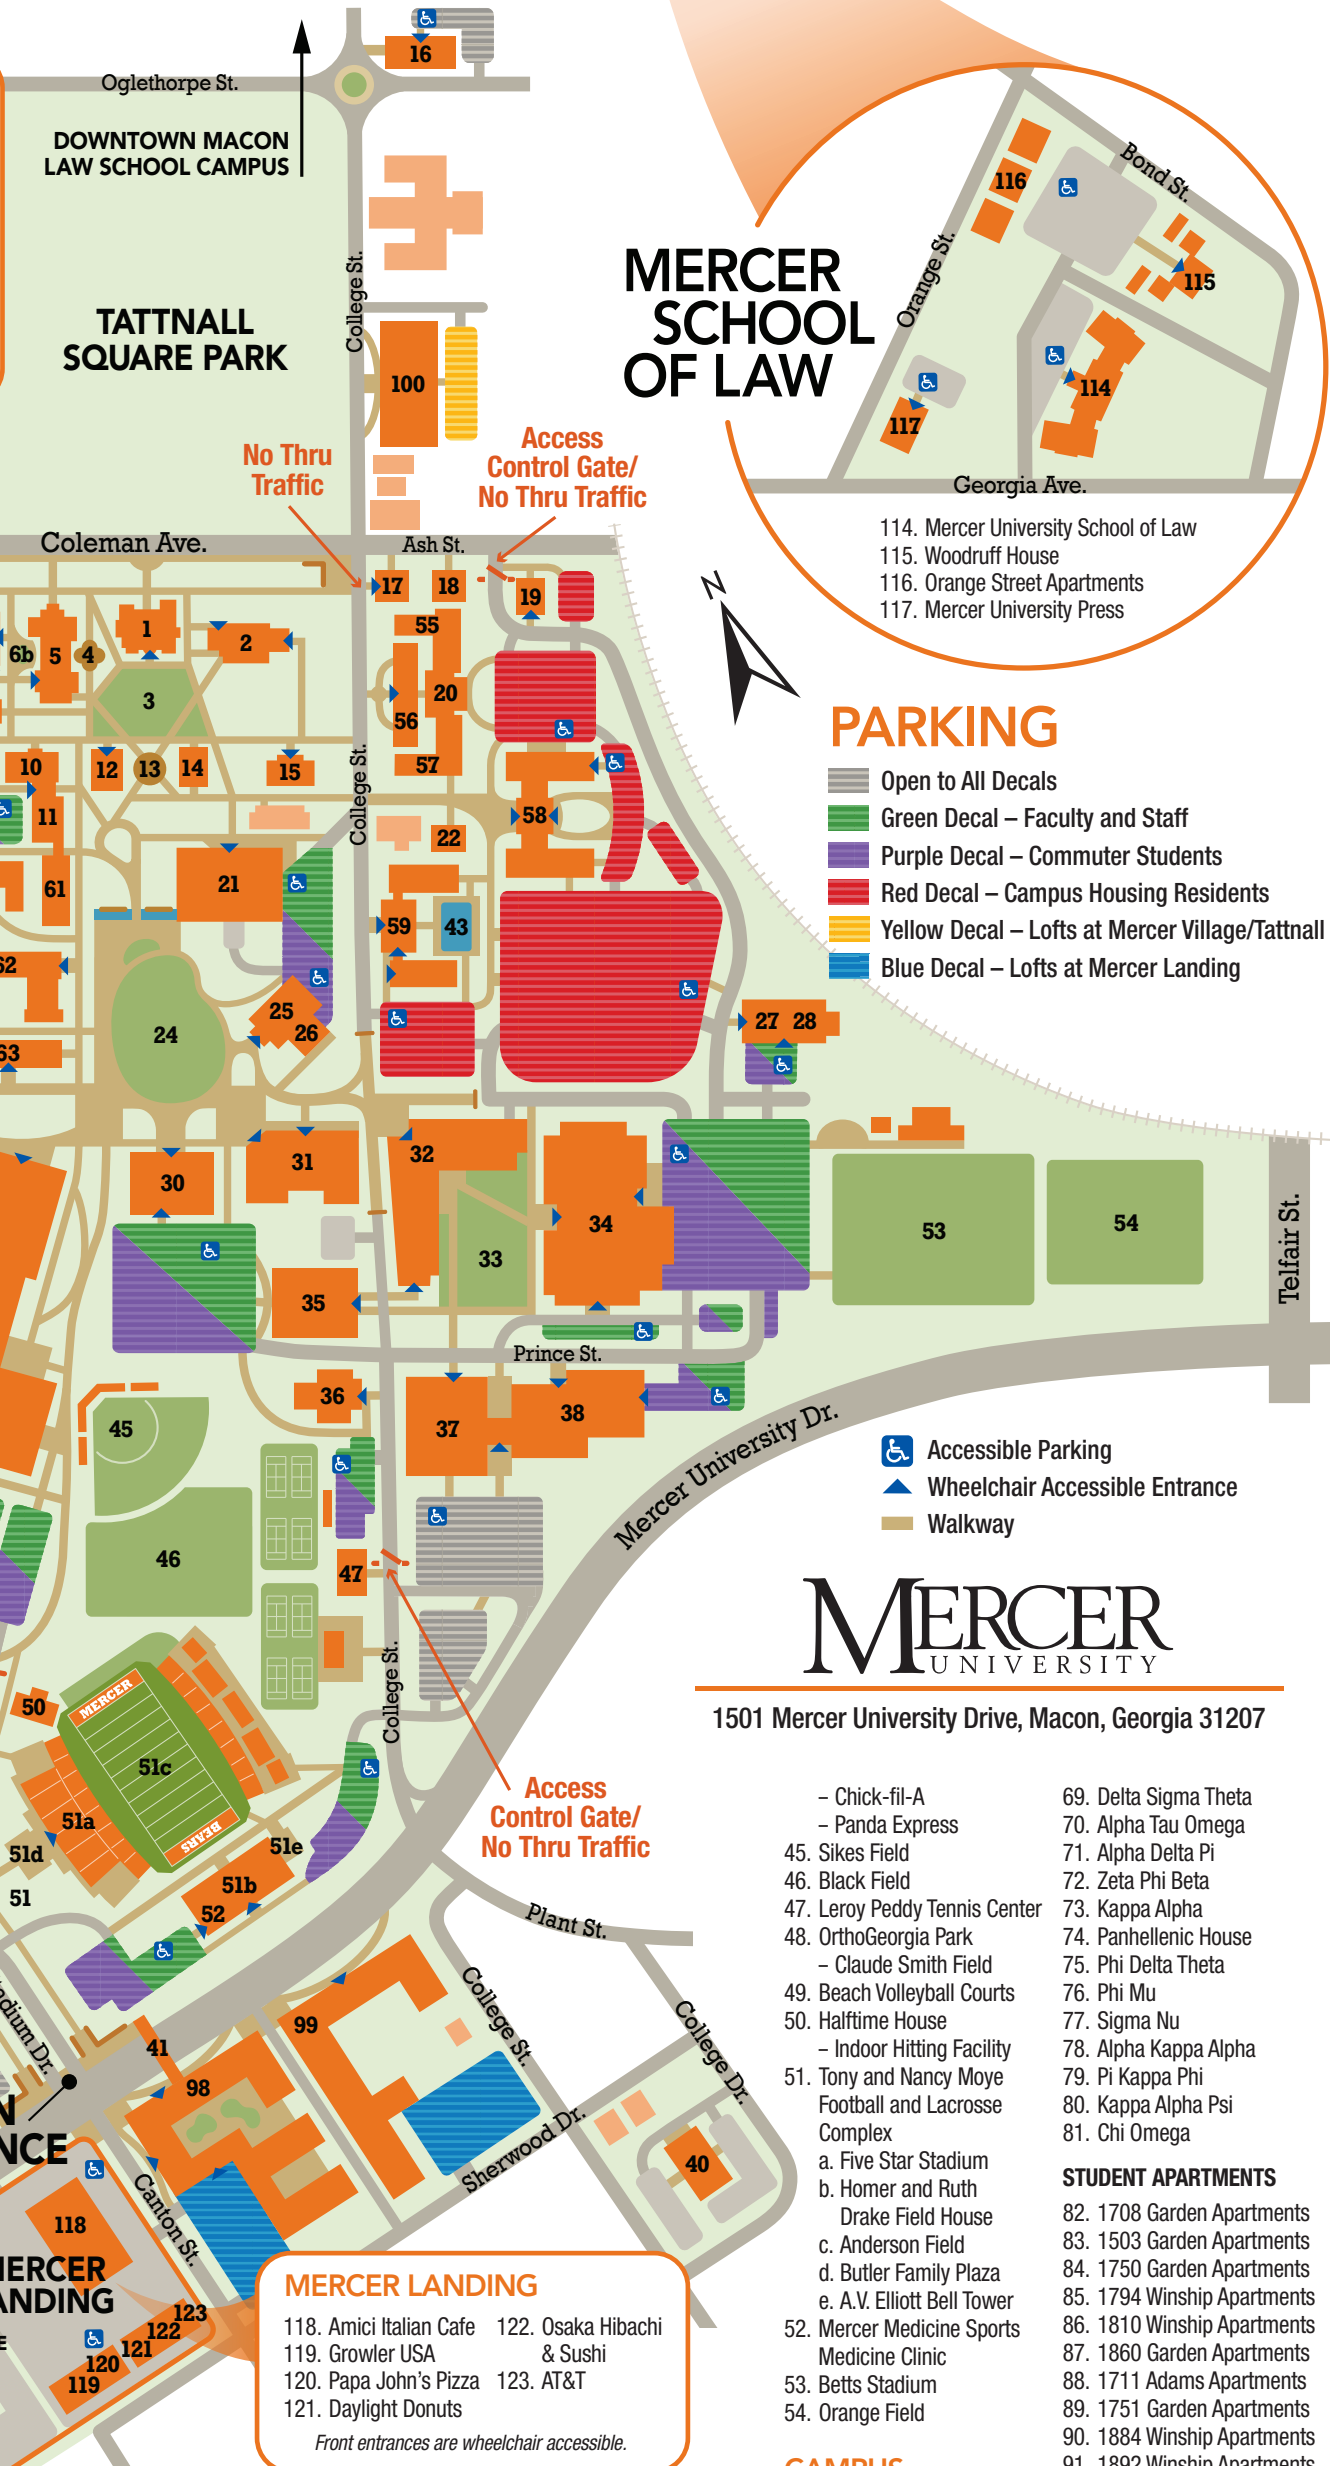 16
Oglethorpe St.
DOWNTOWN MACON
LAW SCHOOL CAMPUS
TATTNALL
SQUARE PARK
College St.
100
MERCER
SCHOOL
OF LAW
Bond St.
Orange St.
116
115
114
117
Georgia Ave.
114. Mercer University School of Law
115. Woodruff House
116. Orange Street Apartments
117. Mercer University Press
No Thru
Traffic
Access
Control Gate/
No Thru Traffic
Coleman Ave.
Ash St.
N
17
18
19
1
2
6b
5
4
3
55
20
56
57
10
12
13
14
15
11
College St.
58
22
61
21
59
43
62
24
25
26
63
27
28
PARKING
Open to All Decals
Green Decal – Faculty and Staff
Purple Decal – Commuter Students
Red Decal – Campus Housing Residents
Yellow Decal – Lofts at Mercer Village/Tattnall
Blue Decal – Lofts at Mercer Landing
30
31
32
33
34
53
54
Telfair St.
35
Prince St.
36
37
38
45
46
47
Mercer University Dr.
Accessible Parking
Wheelchair Accessible Entrance
Walkway
MERCER
UNIVERSITY
1501 Mercer University Drive, Macon, Georgia 31207
College St.
50
MERCER
51c
51a
BEARS
51d
51e
51
51b
52
Access
Control Gate/
No Thru Traffic
Plant St.
College St.
College Dr.
Sherwood Dr.
Canton St.
41
99
98
40
118
123
122
121
120
119
MERCER LANDING
118. Amici Italian Cafe
119. Growler USA
120. Papa John's Pizza
121. Daylight Donuts
122. Osaka Hibachi
& Sushi
123. AT&T
Front entrances are wheelchair accessible.
– Chick-fil-A
– Panda Express
45. Sikes Field
46. Black Field
47. Leroy Peddy Tennis Center
48. OrthoGeorgia Park
– Claude Smith Field
49. Beach Volleyball Courts
50. Halftime House
– Indoor Hitting Facility
51. Tony and Nancy Moye
Football and Lacrosse
Complex
a. Five Star Stadium
b. Homer and Ruth
Drake Field House
c. Anderson Field
d. Butler Family Plaza
e. A.V. Elliott Bell Tower
52. Mercer Medicine Sports
Medicine Clinic
53. Betts Stadium
54. Orange Field
69. Delta Sigma Theta
70. Alpha Tau Omega
71. Alpha Delta Pi
72. Zeta Phi Beta
73. Kappa Alpha
74. Panhellenic House
75. Phi Delta Theta
76. Phi Mu
77. Sigma Nu
78. Alpha Kappa Alpha
79. Pi Kappa Phi
80. Kappa Alpha Psi
81. Chi Omega
STUDENT APARTMENTS
82. 1708 Garden Apartments
83. 1503 Garden Apartments
84. 1750 Garden Apartments
85. 1794 Winship Apartments
86. 1810 Winship Apartments
87. 1860 Garden Apartments
88. 1711 Adams Apartments
89. 1751 Garden Apartments
90. 1884 Winship Apartments
91. 1892 Winship Apartments